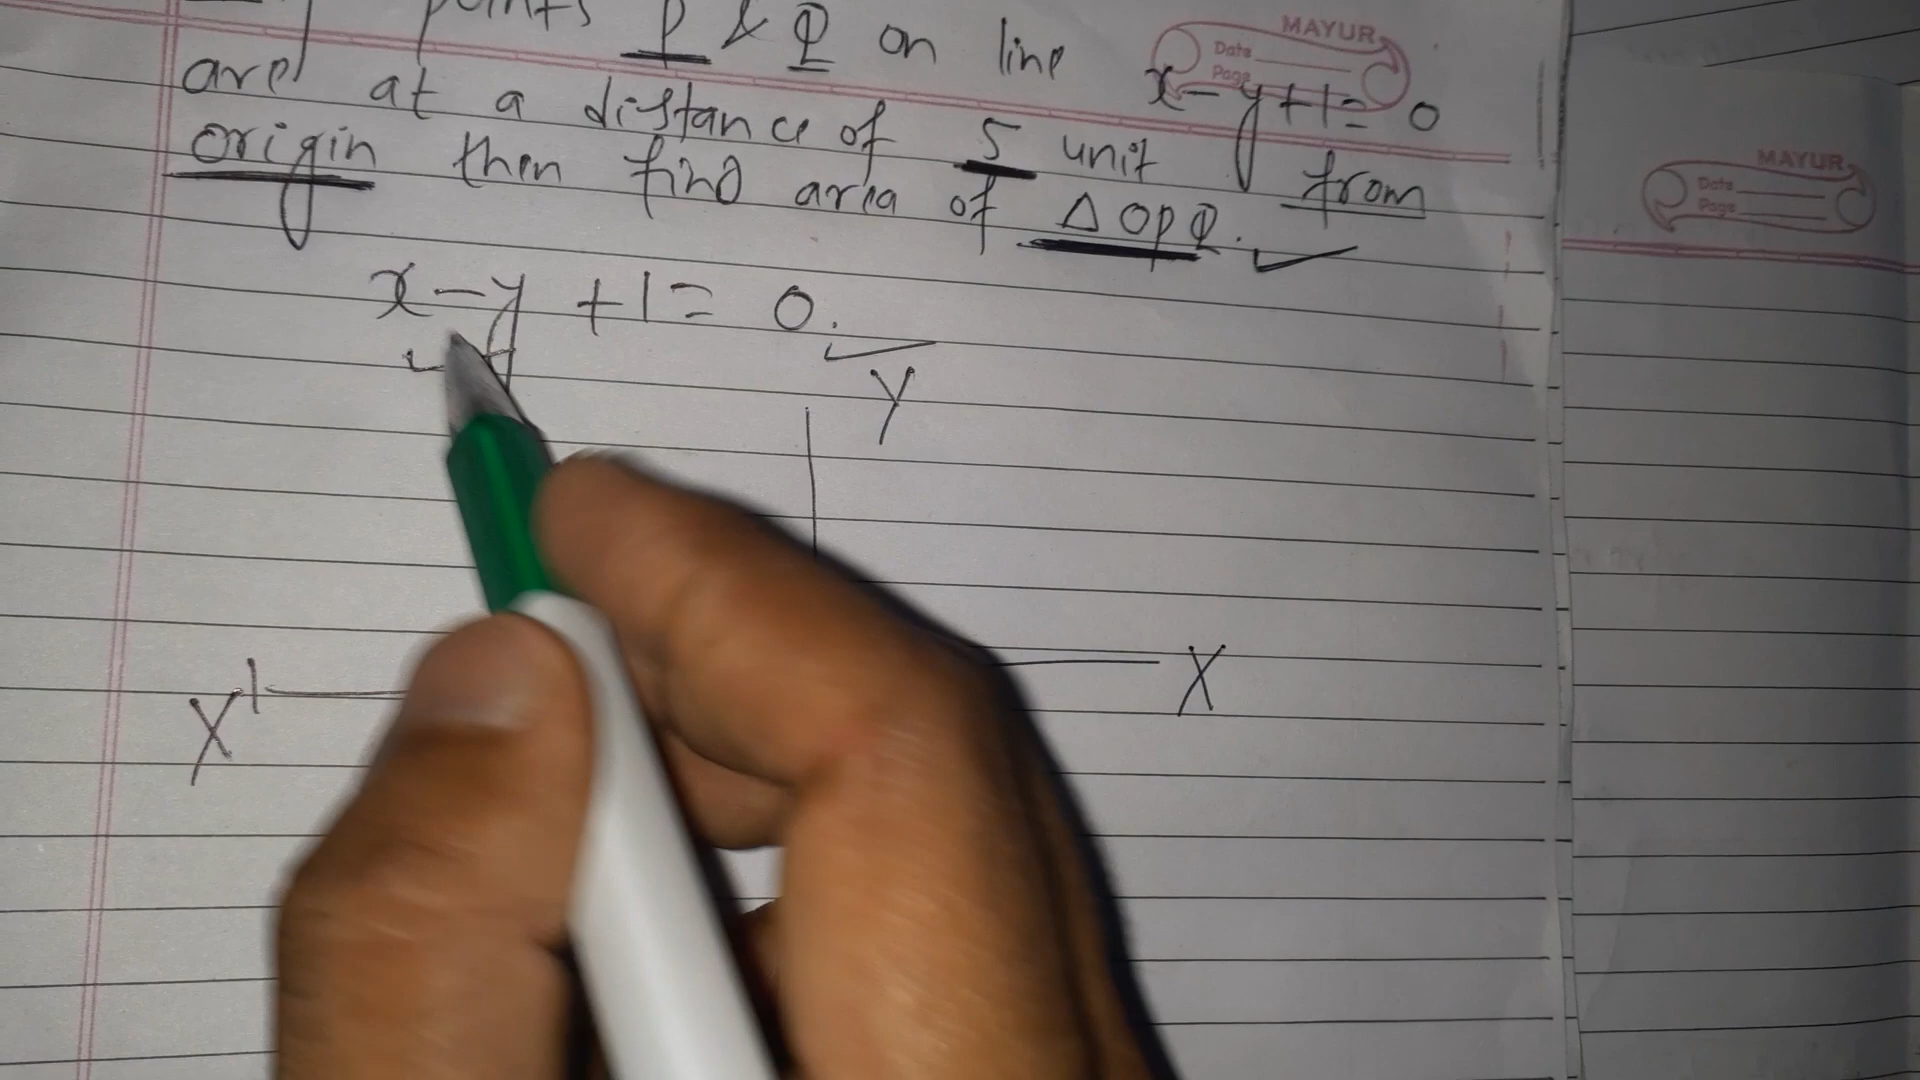 points P & Q on line x-y+1=0
are at a distance of 5 unit from
origin then find area of △OPQ.
x-y+1=0.
Y
X
X'
MAYUR
Date
Page
MAYUR
Date
Page